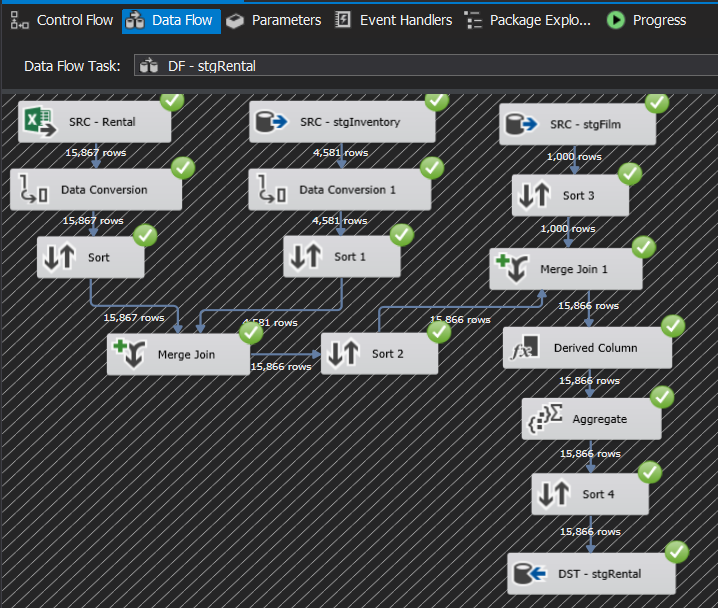 Control Flow
Data Flow
Parameters
Event Handlers
Package Explo...
Progress
Data Flow Task:
DF - stgRental
SRC - Rental
SRC - stgInventory
SRC - stgFilm
15,867 rows
4,581 rows
1,000 rows
Data Conversion
Data Conversion 1
Sort 3
15,867 rows
4,581 rows
1,000 rows
Sort
Sort 1
Merge Join 1
15,867 rows
4,581 rows
15,866 rows
15,866 rows
Merge Join
15,866 rows
Sort 2
Derived Column
15,866 rows
Aggregate
15,866 rows
Sort 4
15,866 rows
DST - stgRental